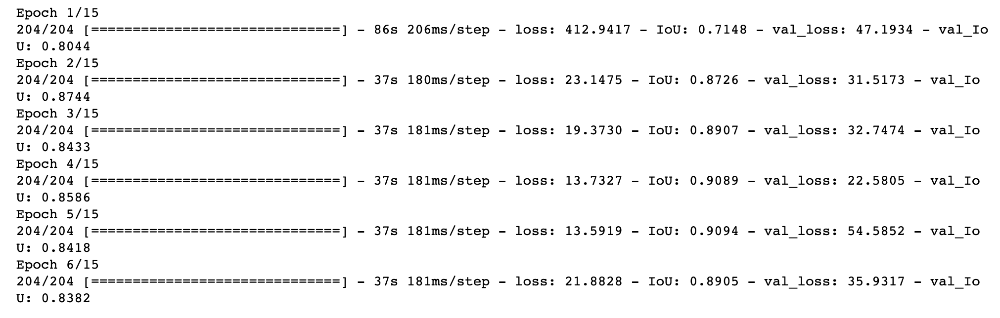 Epoch 1/15
204/204 [==============================] - 86s 206ms/step - loss: 412.9417 - IoU: 0.7148 - val_loss: 47.1934 - val_Io
U: 0.8044
Epoch 2/15
204/204 [==============================] - 37s 180ms/step - loss: 23.1475 - IoU: 0.8726 - val_loss: 31.5173 - val_Io
U: 0.8744
Epoch 3/15
204/204 [==============================] - 37s 181ms/step - loss: 19.3730 - IoU: 0.8907 - val_loss: 32.7474 - val_Io
U: 0.8433
Epoch 4/15
204/204 [==============================] - 37s 181ms/step - loss: 13.7327 - IoU: 0.9089 - val_loss: 22.5805 - val_Io
U: 0.8586
Epoch 5/15
204/204 [==============================] - 37s 181ms/step - loss: 13.5919 - IoU: 0.9094 - val_loss: 54.5852 - val_Io
U: 0.8418
Epoch 6/15
204/204 [==============================] - 37s 181ms/step - loss: 21.8828 - IoU: 0.8905 - val_loss: 35.9317 - val_Io
U: 0.8382